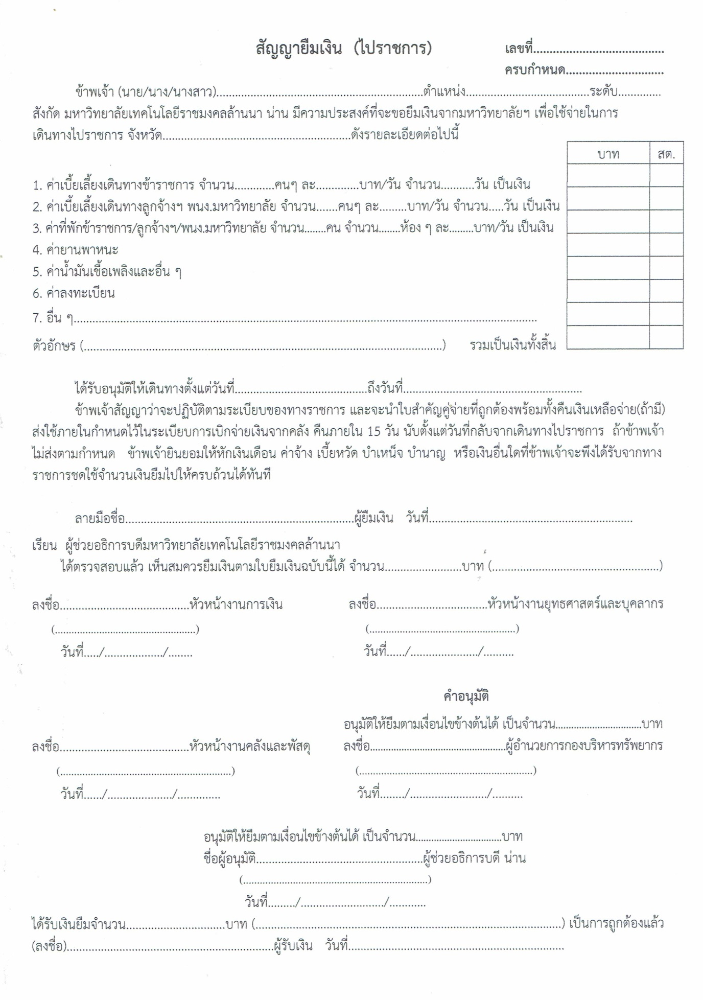 สัญญายืมเงิน (ไปราชการ)
เลขที่........................................
ครบกำหนด..............................
ข้าพเจ้า (นาย/นาง/นางสาว)...................................................................ตำแหน่ง........................................ระดับ..............
สังกัด มหาวิทยาลัยเทคโนโลยีราชมงคลล้านนา น่าน มีความประสงค์ที่จะขอยืมเงินจากมหาวิทยาลัยฯ เพื่อใช้จ่ายในการ
เดินทางไปราชการ จังหวัด.............................................................ดังรายละเอียดต่อไปนี้
บาท สต.
1. ค่าเบี้ยเลี้ยงเดินทางข้าราชการ จำนวน.............คนๆ ละ..............บาท/วัน จำนวน...........วัน เป็นเงิน
2. ค่าเบี้ยเลี้ยงเดินทางลูกจ้างฯ พนง.มหาวิทยาลัย จำนวน.......คนๆ ละ.........บาท/วัน จำนวน.....วัน เป็นเงิน
3. ค่าที่พักข้าราชการ/ลูกจ้างฯ/พนง.มหาวิทยาลัย จำนวน........คน จำนวน........ห้อง ๆ ละ.........บาท/วัน เป็นเงิน
4. ค่ายานพาหนะ
5. ค่าน้ำมันเชื้อเพลิงและอื่น ๆ
6. ค่าลงทะเบียน
7. อื่น ๆ......................................................................................................................................................
ตัวอักษร (....................................................................................................................) รวมเป็นเงินทั้งสิ้น
ได้รับอนุมัติให้เดินทางตั้งแต่วันที่...........................................ถึงวันที่..........................................................
ข้าพเจ้าสัญญาว่าจะปฏิบัติตามระเบียบของทางราชการ และจะนำใบสำคัญคู่จ่ายที่ถูกต้องพร้อมทั้งคืนเงินเหลือจ่าย(ถ้ามี)
ส่งใช้ภายในกำหนดไว้ในระเบียบการเบิกจ่ายเงินจากคลัง คืนภายใน 15 วัน นับตั้งแต่วันที่กลับจากเดินทางไปราชการ ถ้าข้าพเจ้า
ไม่ส่งตามกำหนด ข้าพเจ้ายินยอมให้หักเงินเดือน ค่าจ้าง เบี้ยหวัด บำเหน็จ บำนาญ หรือเงินอื่นใดที่ข้าพเจ้าจะพึงได้รับจากทาง
ราชการชดใช้จำนวนเงินยืมไปให้ครบถ้วนได้ทันที
ลายมือชื่อ..........................................................................ผู้ยืมเงิน วันที่..................................................................
เรียน ผู้ช่วยอธิการบดีมหาวิทยาลัยเทคโนโลยีราชมงคลล้านนา
ได้ตรวจสอบแล้ว เห็นสมควรยืมเงินตามใบยืมเงินฉบับนี้ได้ จำนวน.........................บาท (......................................................)
ลงชื่อ..........................................หัวหน้างานการเงิน ลงชื่อ....................................หัวหน้างานยุทธศาสตร์และบุคลากร
(..................................................) (....................................................)
วันที่...../.................../........ วันที่....../....................../..........
คำอนุมัติ
อนุมัติให้ยืมตามเงื่อนไขข้างต้นได้ เป็นจำนวน...............................บาท
ลงชื่อ..........................................หัวหน้างานคลังและพัสดุ ลงชื่อ.................................................ผู้อำนวยการกองบริหารทรัพยากร
(.............................................................) (..............................................................)
วันที่....../...................../.............. วันที่......../........................./..........
อนุมัติให้ยืมตามเงื่อนไขข้างต้นได้ เป็นจำนวน...............................บาท
ชื่อผู้อนุมัติ......................................................ผู้ช่วยอธิการบดี น่าน
(..................................................................)
วันที่........./.........................../............
ได้รับเงินยืมจำนวน................................บาท (...................................................................................................) เป็นการถูกต้องแล้ว
(ลงชื่อ)...................................................................ผู้รับเงิน วันที่......................................................................